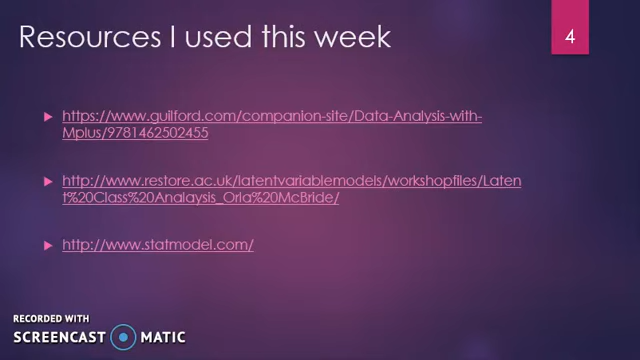 Resources I used this week
4
https://www.guilford.com/companion-site/Data-Analysis-with-
Mplus/9781462502455
http://www.restore.ac.uk/latentvariablemodels/workshopfiles/Laten
t%20Class%20Analaysis_Orla%20McBride/
http://www.statmodel.com/
RECORDED WITH
SCREENCAST MATIC